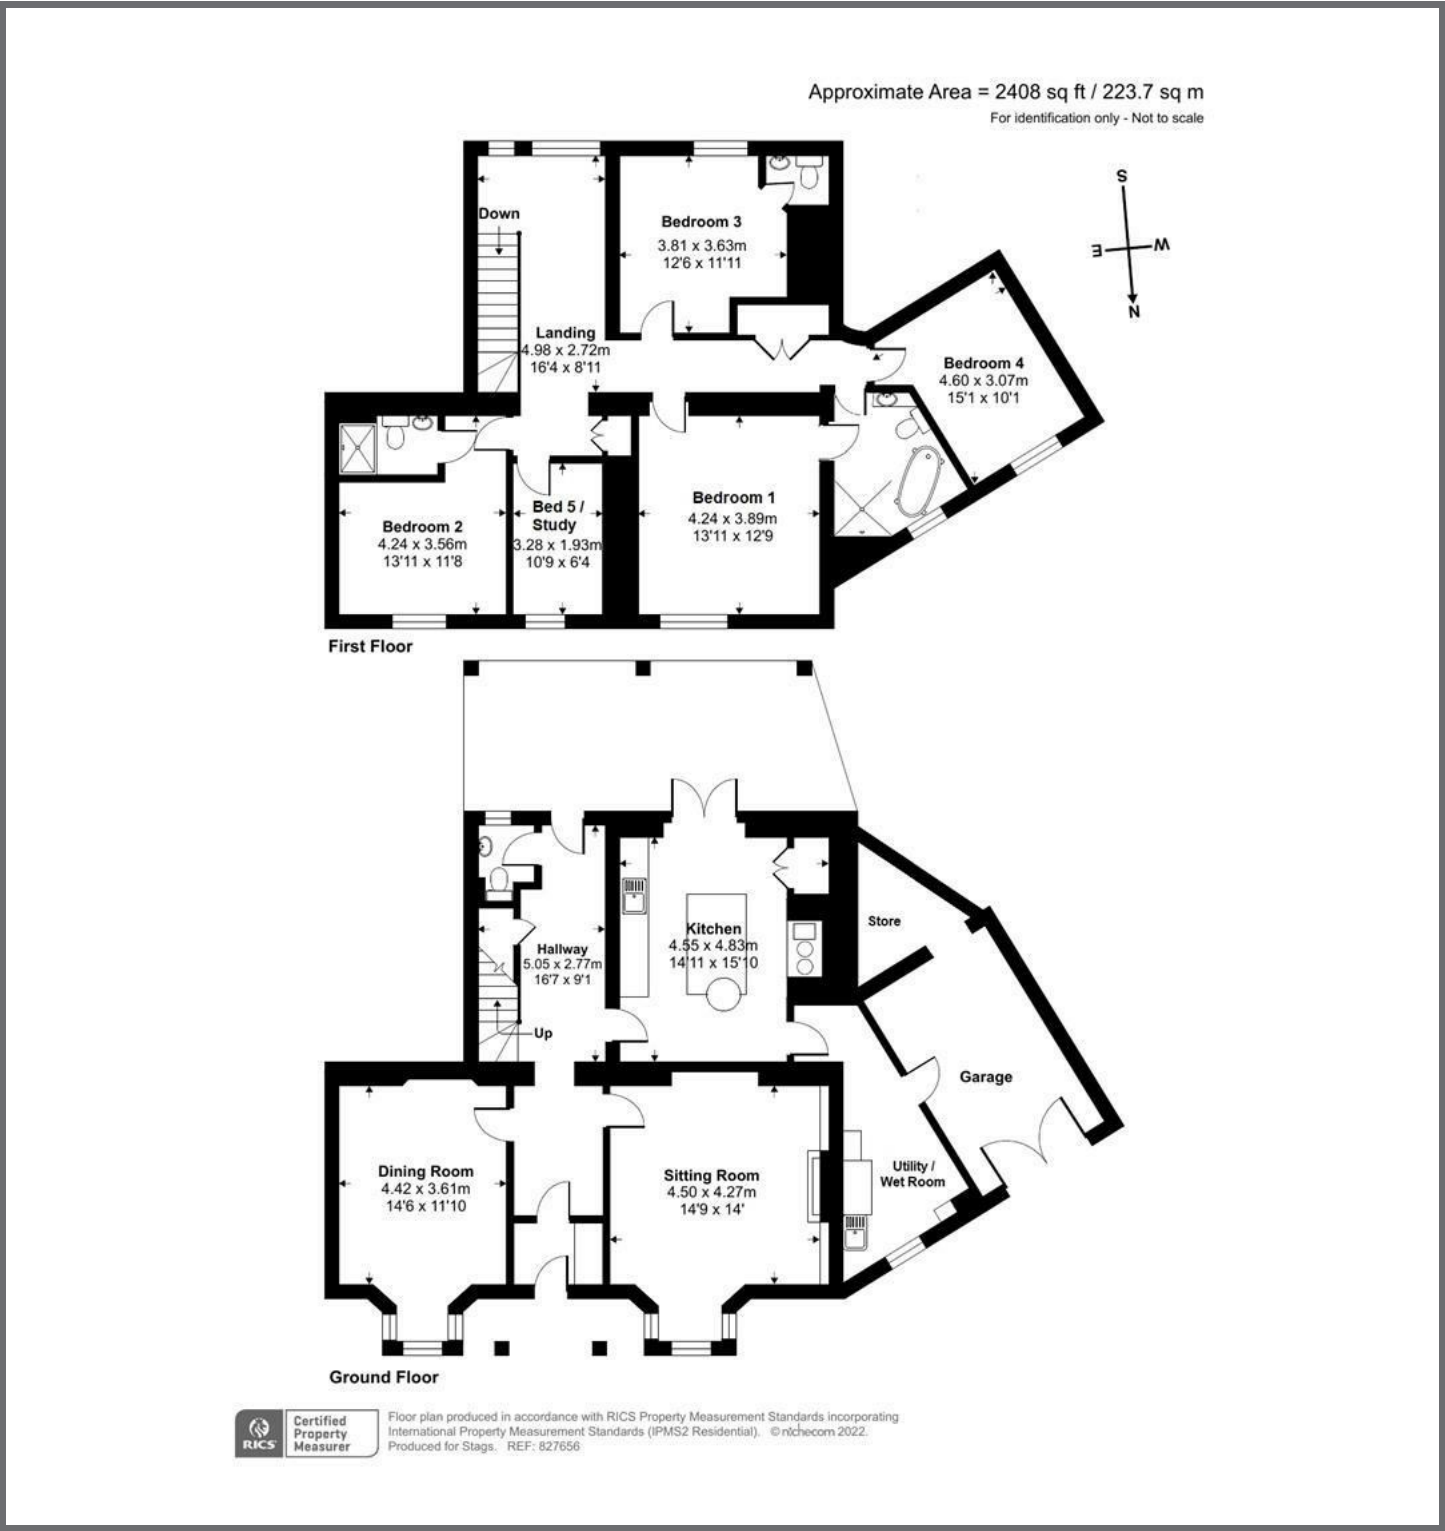 Approximate Area = 2408 sq ft / 223.7 sq m
For identification only - Not to scale
S
E
W
N
Down
Bedroom 3
3.81 x 3.63m
12'6 x 11'11
Landing
4.98 x 2.72m
16'4 x 8'11
Bedroom 4
4.60 x 3.07m
15'1 x 10'1
Bedroom 2
4.24 x 3.56m
13'11 x 11'8
Bed 5 /
Study
3.28 x 1.93m
10'9 x 6'4
Bedroom 1
4.24 x 3.89m
13'11 x 12'9
First Floor
Hallway
5.05 x 2.77m
16'7 x 9'1
Up
Kitchen
4.55 x 4.83m
14'11 x 15'10
Store
Garage
Dining Room
4.42 x 3.61m
14'6 x 11'10
Sitting Room
4.50 x 4.27m
14'9 x 14'
Utility /
Wet Room
Ground Floor
RICS
Certified
Property
Measurer
Floor plan produced in accordance with RICS Property Measurement Standards incorporating
International Property Measurement Standards (IPMS2 Residential). © nichecom 2022.
Produced for Stags. REF: 827656